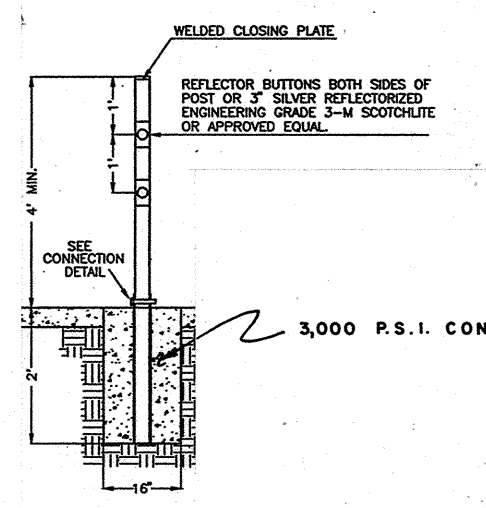 WELDED CLOSING PLATE
REFLECTOR BUTTONS BOTH SIDES OF
POST OR 3" SILVER REFLECTORIZED
ENGINEERING GRADE 3-M SCOTCHLITE
OR APPROVED EQUAL.
1'
1'
4' MIN.
SEE
CONNECTION
DETAIL
3,000 P.S.I. CON
2'
16"